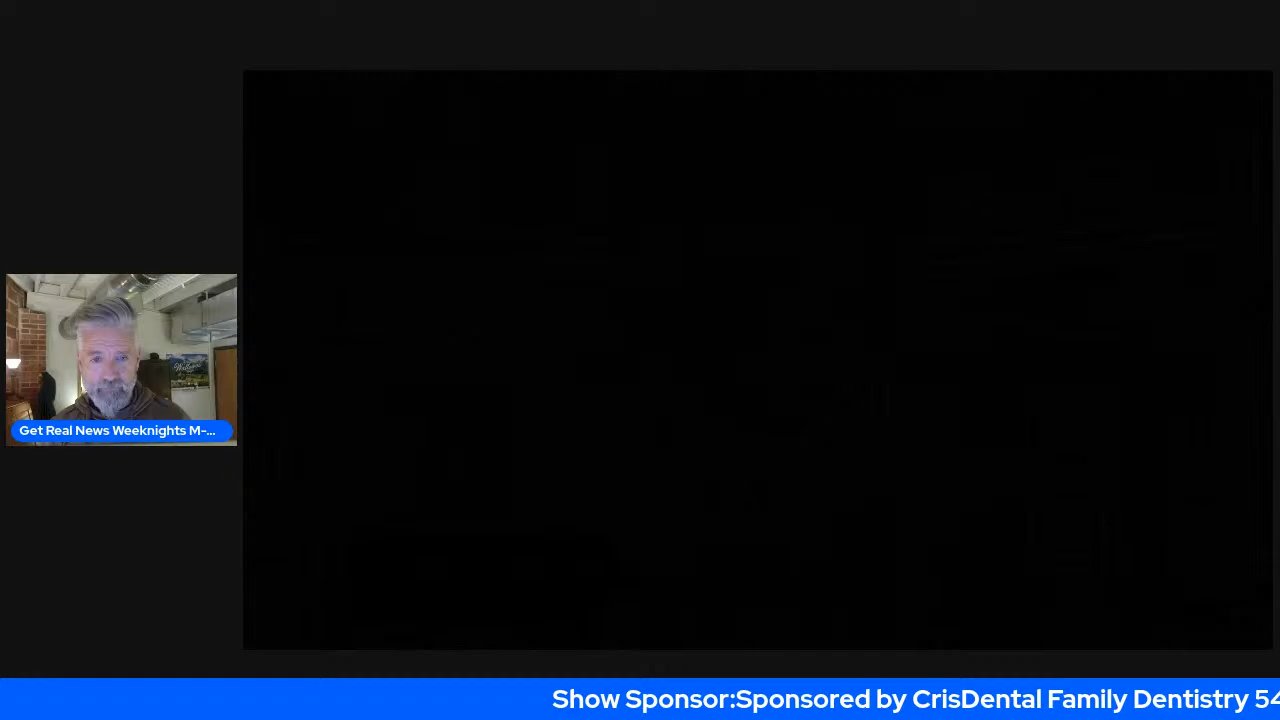 Get Real News Weeknights M-...
Show Sponsor:Sponsored by CrisDental Family Dentistry 54